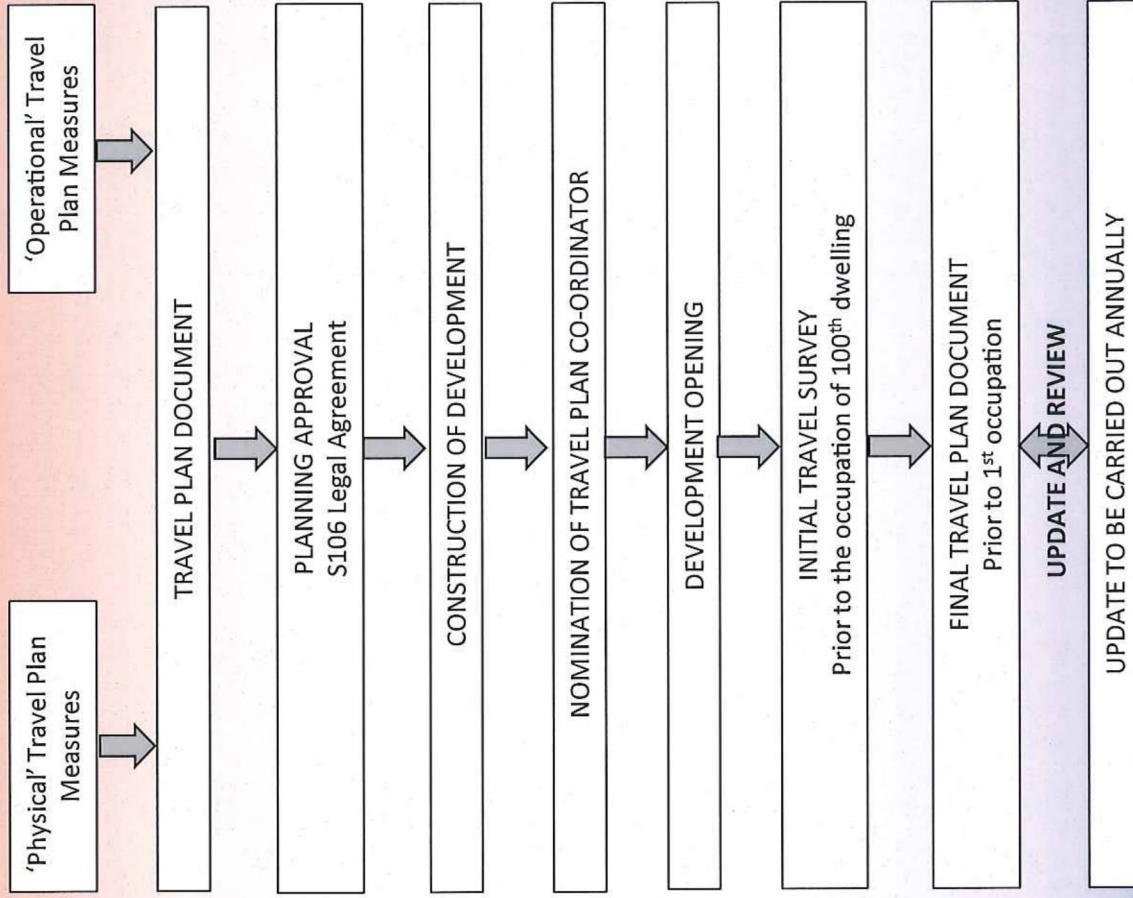 'Physical' Travel Plan
Measures
'Operational' Travel
Plan Measures
TRAVEL PLAN DOCUMENT
PLANNING APPROVAL
S106 Legal Agreement
CONSTRUCTION OF DEVELOPMENT
NOMINATION OF TRAVEL PLAN CO-ORDINATOR
DEVELOPMENT OPENING
INITIAL TRAVEL SURVEY
Prior to the occupation of 100th dwelling
FINAL TRAVEL PLAN DOCUMENT
Prior to 1st occupation
UPDATE AND REVIEW
UPDATE TO BE CARRIED OUT ANNUALLY